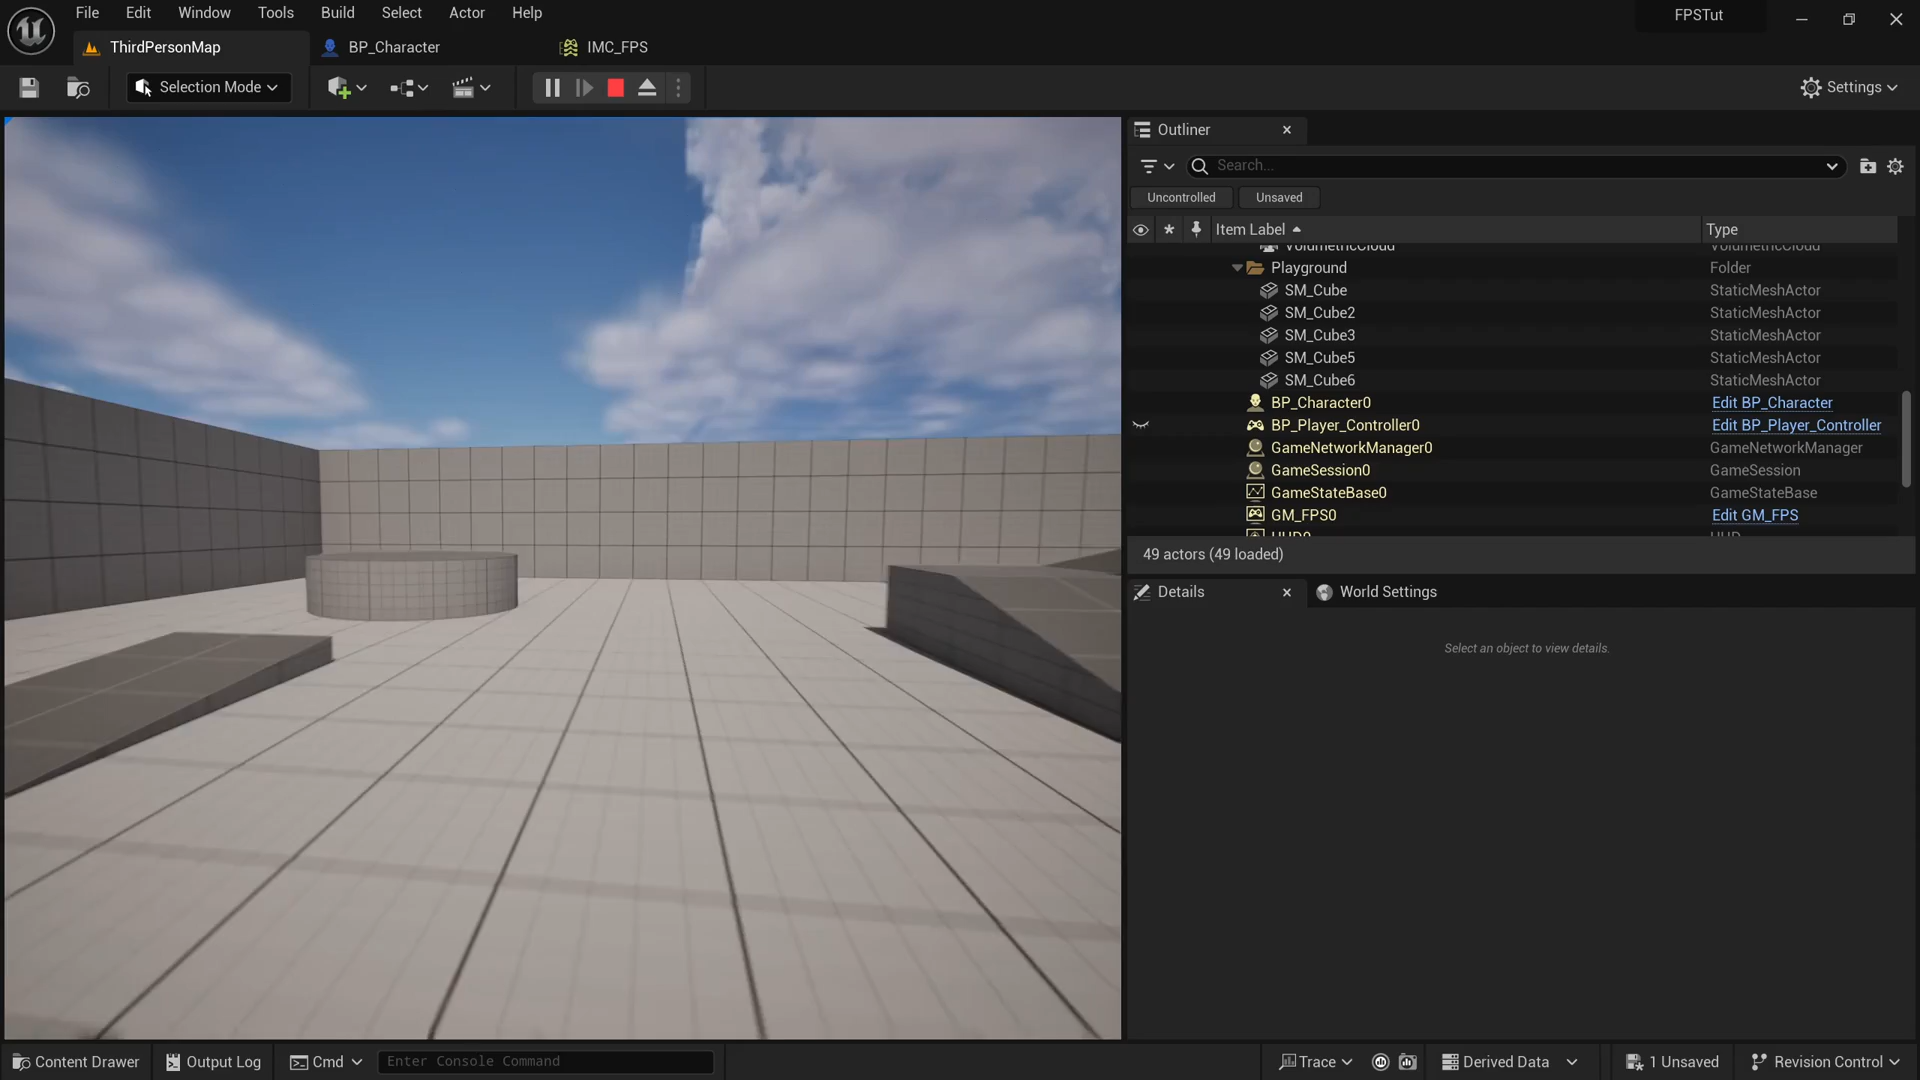 File Edit Window Tools Build Select Actor Help
FPSTut
ThirdPersonMap
BP_Character
IMC_FPS
Selection Mode
Settings
Outliner
Search...
Uncontrolled
Unsaved
Item Label
Type
VolumetricCloud VolumetricCloud
Playground Folder
SM_Cube StaticMeshActor
SM_Cube2 StaticMeshActor
SM_Cube3 StaticMeshActor
SM_Cube5 StaticMeshActor
SM_Cube6 StaticMeshActor
BP_Character0 Edit BP_Character
BP_Player_Controller0 Edit BP_Player_Controller
GameNetworkManager0 GameNetworkManager
GameSession0 GameSession
GameStateBase0 GameStateBase
GM_FPS0 Edit GM_FPS
HUD0 HUD
49 actors (49 loaded)
Details
World Settings
Select an object to view details.
Content Drawer
Output Log
Cmd
Enter Console Command
Trace
Derived Data
1 Unsaved
Revision Control